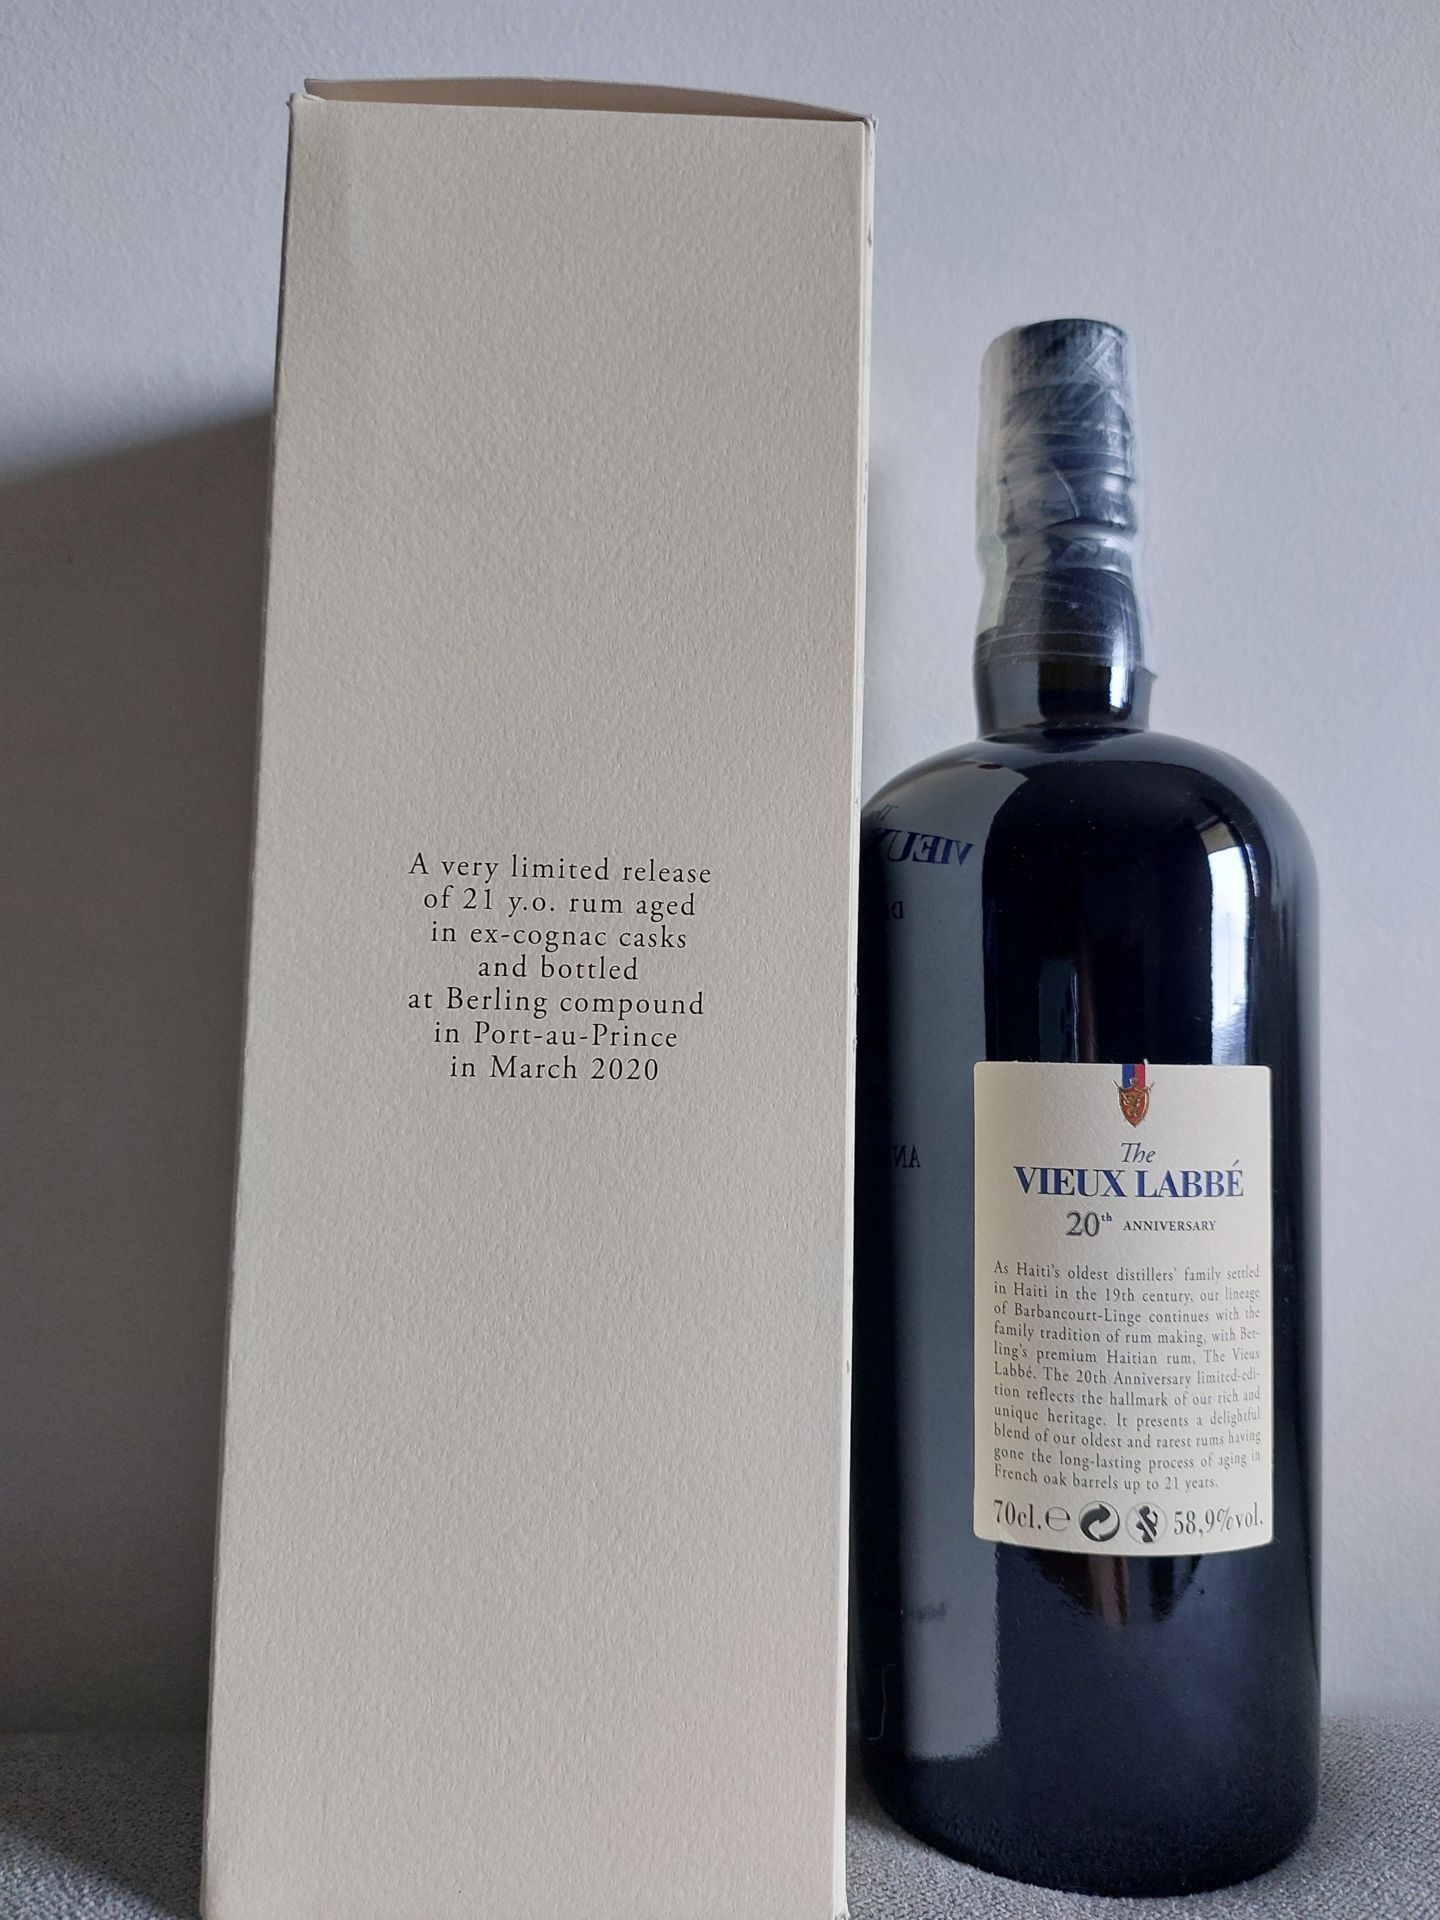 A very limited release
of 21 y.o. rum aged
in ex-cognac casks
and bottled
at Berling compound
in Port-au-Prince
in March 2020
The
VIEUX LABBÉ
20th ANNIVERSARY
As Haiti's oldest distillers' family settled
in Haiti in the 19th century, our lineage
of Barbancourt-Linge continues with the
family tradition of rum making, with Ber-
ling's premium Haitian rum, The Vieux
Labbé. The 20th Anniversary limited-edi-
tion reflects the hallmark of our rich and
unique heritage. It presents a delightful
blend of our oldest and rarest rums having
gone the long-lasting process of aging in
French oak barrels up to 21 years.
70cl.℮ 58,9%vol.